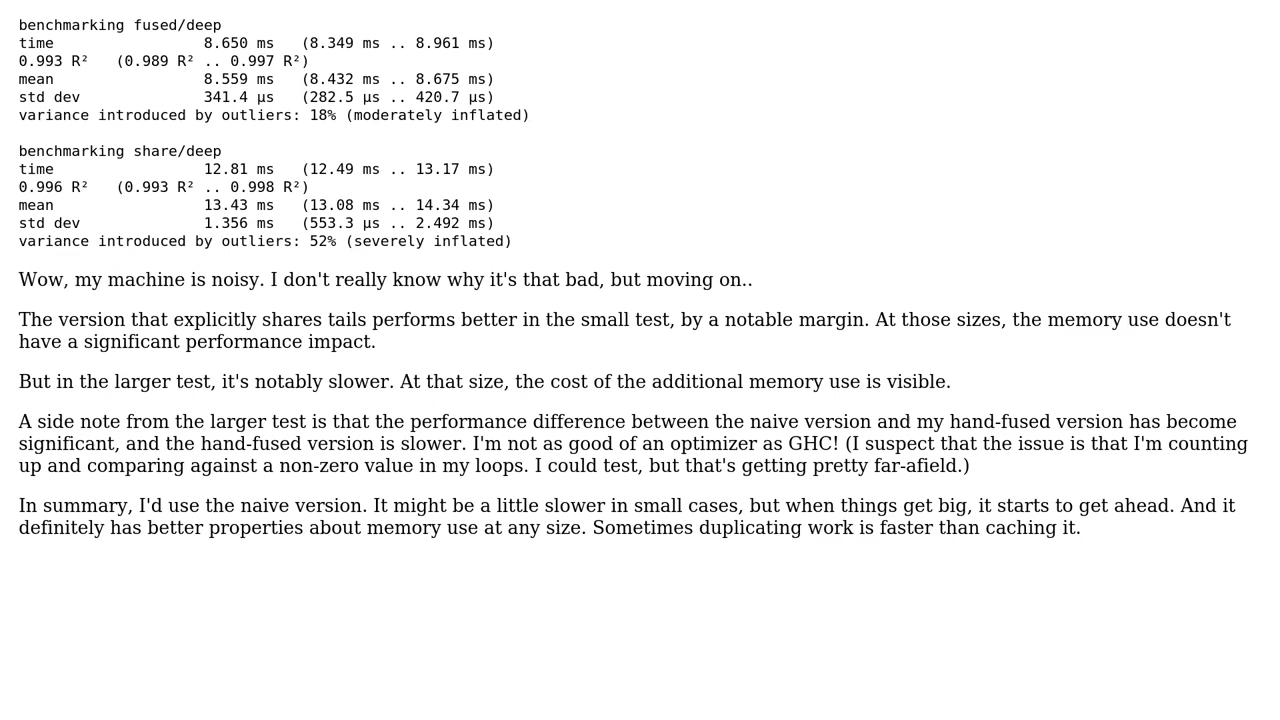 benchmarking fused/deep
time                 8.650 ms   (8.349 ms .. 8.961 ms)
0.993 R²   (0.989 R² .. 0.997 R²)
mean                 8.559 ms   (8.432 ms .. 8.675 ms)
std dev              341.4 μs   (282.5 μs .. 420.7 μs)
variance introduced by outliers: 18% (moderately inflated)

benchmarking share/deep
time                 12.81 ms   (12.49 ms .. 13.17 ms)
0.996 R²   (0.993 R² .. 0.998 R²)
mean                 13.43 ms   (13.08 ms .. 14.34 ms)
std dev              1.356 ms   (553.3 μs .. 2.492 ms)
variance introduced by outliers: 52% (severely inflated)

Wow, my machine is noisy. I don't really know why it's that bad, but moving on..

The version that explicitly shares tails performs better in the small test, by a notable margin. At those sizes, the memory use doesn't
have a significant performance impact.

But in the larger test, it's notably slower. At that size, the cost of the additional memory use is visible.

A side note from the larger test is that the performance difference between the naive version and my hand-fused version has become
significant, and the hand-fused version is slower. I'm not as good of an optimizer as GHC! (I suspect that the issue is that I'm counting
up and comparing against a non-zero value in my loops. I could test, but that's getting pretty far-afield.)

In summary, I'd use the naive version. It might be a little slower in small cases, but when things get big, it starts to get ahead. And it
definitely has better properties about memory use at any size. Sometimes duplicating work is faster than caching it.